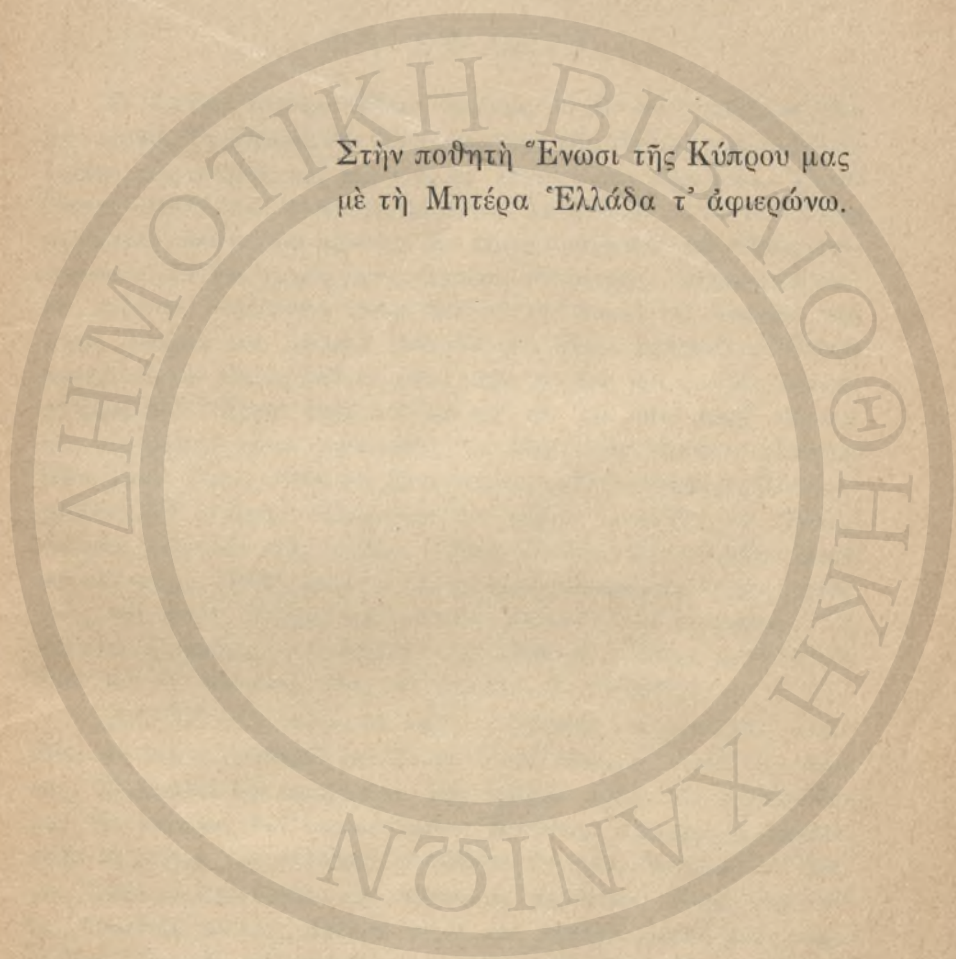 Στὴν ποθητὴ Ἕνωσι τῆς Κύπρου μας
μὲ τὴ Μητέρα Ἑλλάδα τ’ ἀφιερώνω.
ΔΗΜΟΤΙΚΗ ΒΙΒΛΙΟΘΗΚΗ ΧΑΝΙΩΝ